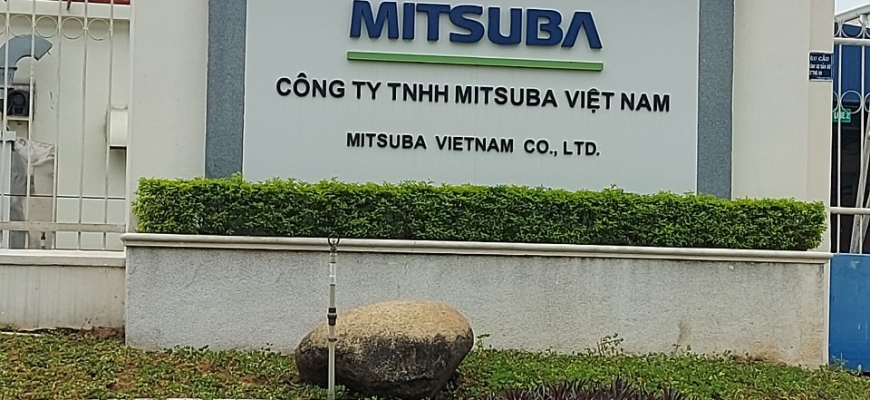 MITSUBA
CÔNG TY TNHH MITSUBA VIỆT NAM
MITSUBA VIETNAM CO., LTD.